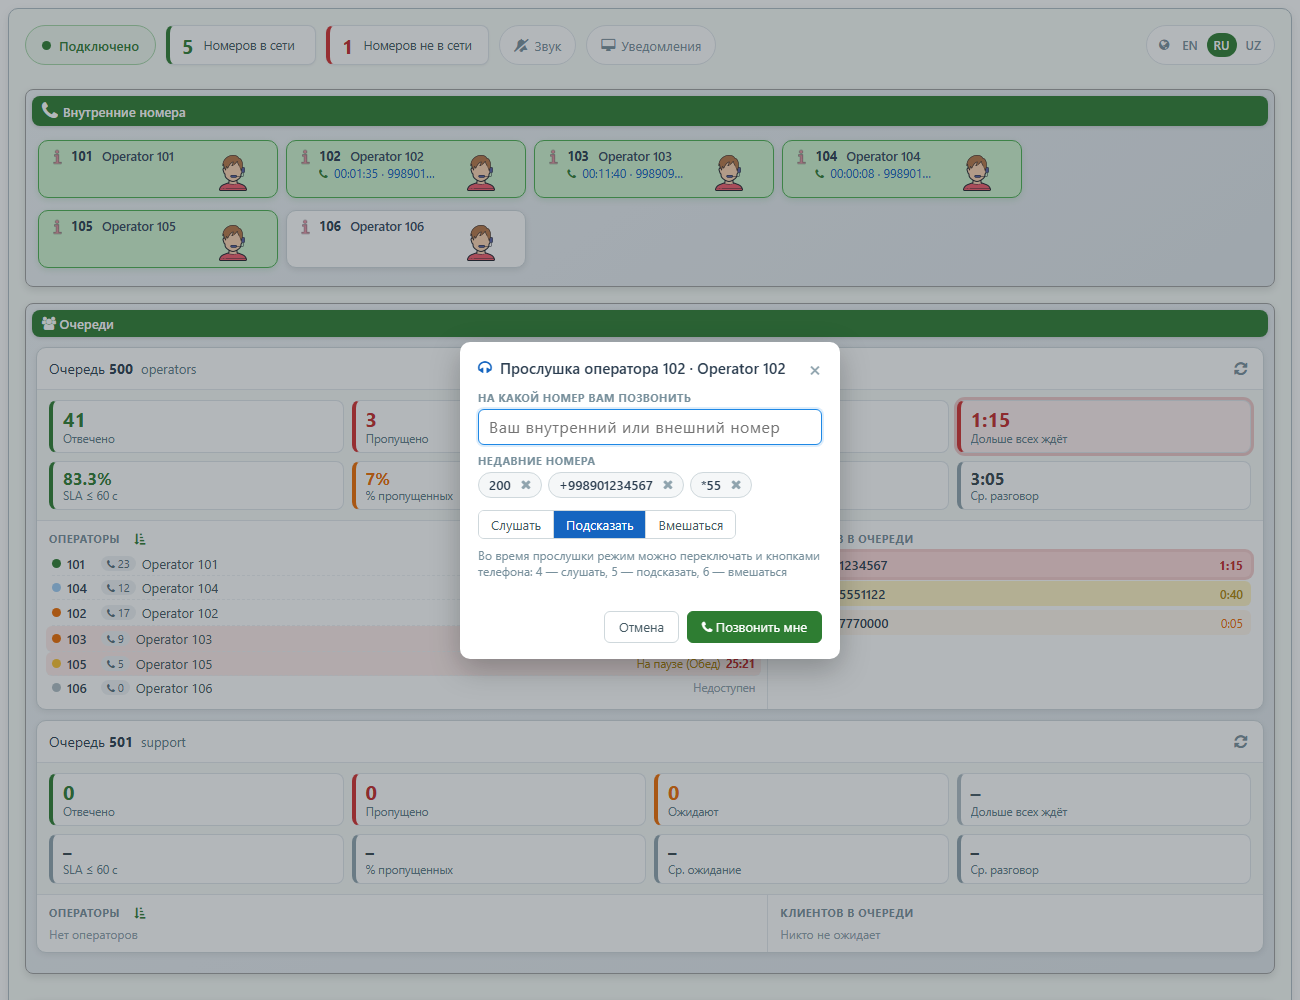 Подключено
5 Номеров в сети
1 Номеров не в сети
Звук
Уведомления
EN RU UZ
Внутренние номера
101 Operator 101
102 Operator 102
00:01:35 · 998901...
103 Operator 103
00:11:40 · 998909...
104 Operator 104
00:00:08 · 998901...
105 Operator 105
106 Operator 106
Очереди
Очередь 500 operators
41
Отвечено
3
Пропущено
1:15
Дольше всех ждёт
83.3%
SLA ≤ 60 с
7%
% пропущенных
3:05
Ср. разговор
Прослушка оператора 102 · Operator 102
НА КАКОЙ НОМЕР ВАМ ПОЗВОНИТЬ
Ваш внутренний или внешний номер
НЕДАВНИЕ НОМЕРА
200 +998901234567 *55
Слушать Подсказать Вмешаться
Во время прослушки режим можно переключать и кнопками
телефона: 4 — слушать, 5 — подсказать, 6 — вмешаться
Отмена Позвонить мне
ОПЕРАТОРЫ
101 23 Operator 101
104 12 Operator 104
102 17 Operator 102
103 9 Operator 103
105 5 Operator 105 На паузе (Обед) 25:21
106 0 Operator 106 Недоступен
В ОЧЕРЕДИ
1234567 1:15
5551122 0:40
7770000 0:05
Очередь 501 support
0
Отвечено
0
Пропущено
0
Ожидают
–
Дольше всех ждёт
–
SLA ≤ 60 с
–
% пропущенных
–
Ср. ожидание
–
Ср. разговор
ОПЕРАТОРЫ
Нет операторов
КЛИЕНТОВ В ОЧЕРЕДИ
Никто не ожидает